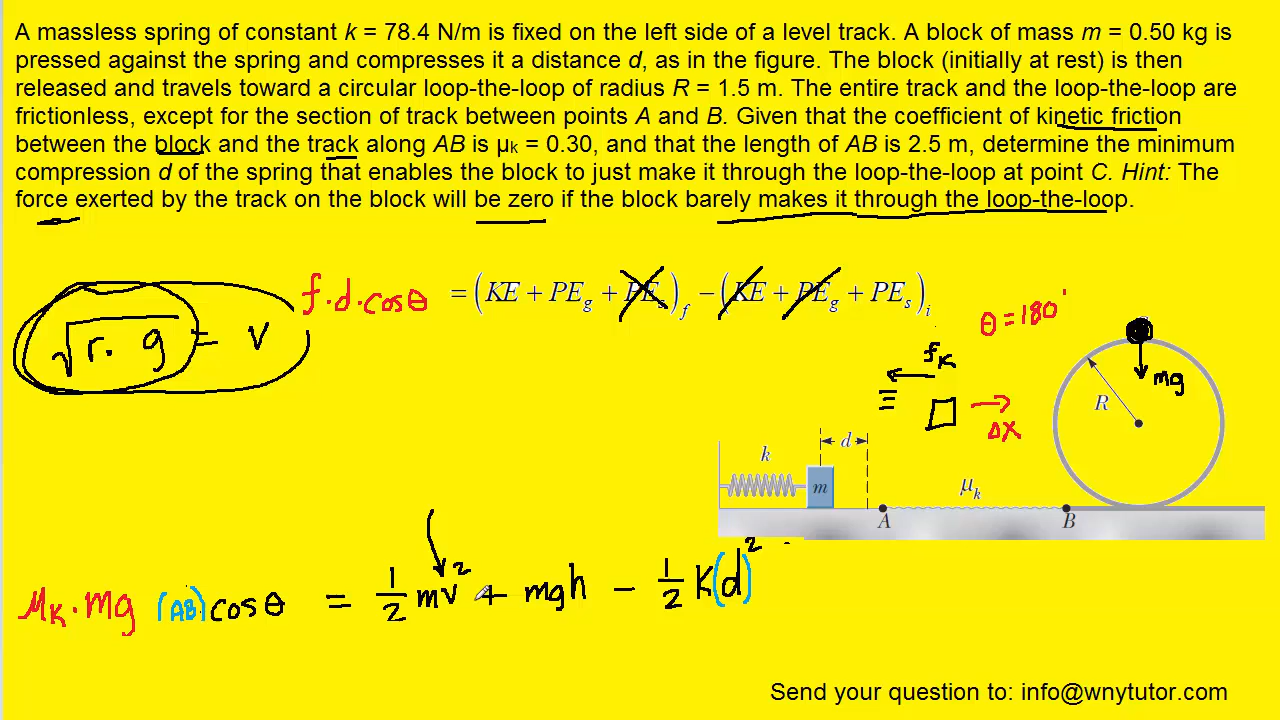 A massless spring of constant k = 78.4 N/m is fixed on the left side of a level track. A block of mass m = 0.50 kg is
pressed against the spring and compresses it a distance d, as in the figure. The block (initially at rest) is then
released and travels toward a circular loop-the-loop of radius R = 1.5 m. The entire track and the loop-the-loop are
frictionless, except for the section of track between points A and B. Given that the coefficient of kinetic friction
between the block and the track along AB is μk = 0.30, and that the length of AB is 2.5 m, determine the minimum
compression d of the spring that enables the block to just make it through the loop-the-loop at point C. Hint: The
force exerted by the track on the block will be zero if the block barely makes it through the loop-the-loop.
f·d·cosθ = (KE + PEg + PEs)f − (KE + PEg + PEs)i
θ = 180°
√r·g = v
fK
mg
R
Δx
d
k
m
μk
A
B
μK·mg (AB) cosθ = 1/2 mv² + mgh − 1/2 K(d)²
Send your question to: info@wnytutor.com